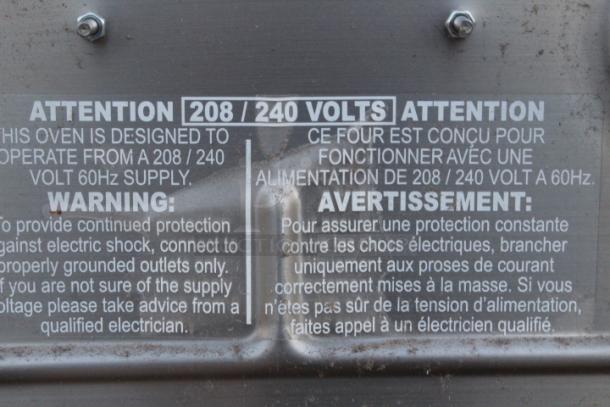 ATTENTION 208 / 240 VOLTS ATTENTION
THIS OVEN IS DESIGNED TO
OPERATE FROM A 208 / 240
VOLT 60Hz SUPPLY.
WARNING:
To provide continued protection
against electric shock, connect to
properly grounded outlets only.
If you are not sure of the supply
voltage please take advice from a
qualified electrician.
CE FOUR EST CONÇU POUR
FONCTIONNER AVÉC UNE
ALIMENTATION DE 208 / 240 VOLT A 60Hz.
AVERTISSEMENT:
Pour assurer une protection constante
contre les chocs électriques, brancher
uniquement aux proses de courant
correctement mises à la masse. Si vous
n'êtes pas sûr de la tension d'alimentation,
faites appel à un électricien qualifié.